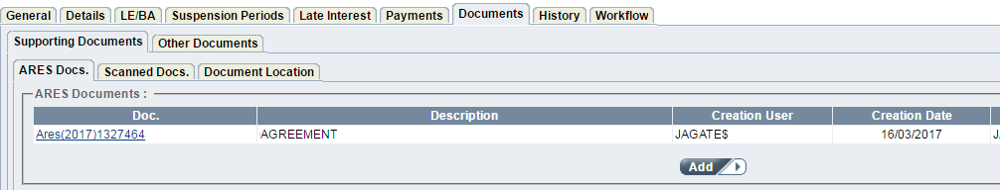 General Details LE/BA Suspension Periods Late Interest Payments Documents History Workflow
Supporting Documents Other Documents
ARES Docs. Scanned Docs. Document Location
ARES Documents :
Doc. Description Creation User Creation Date
Ares(2017)1327464 AGREEMENT JAGATE$ 16/03/2017
Add